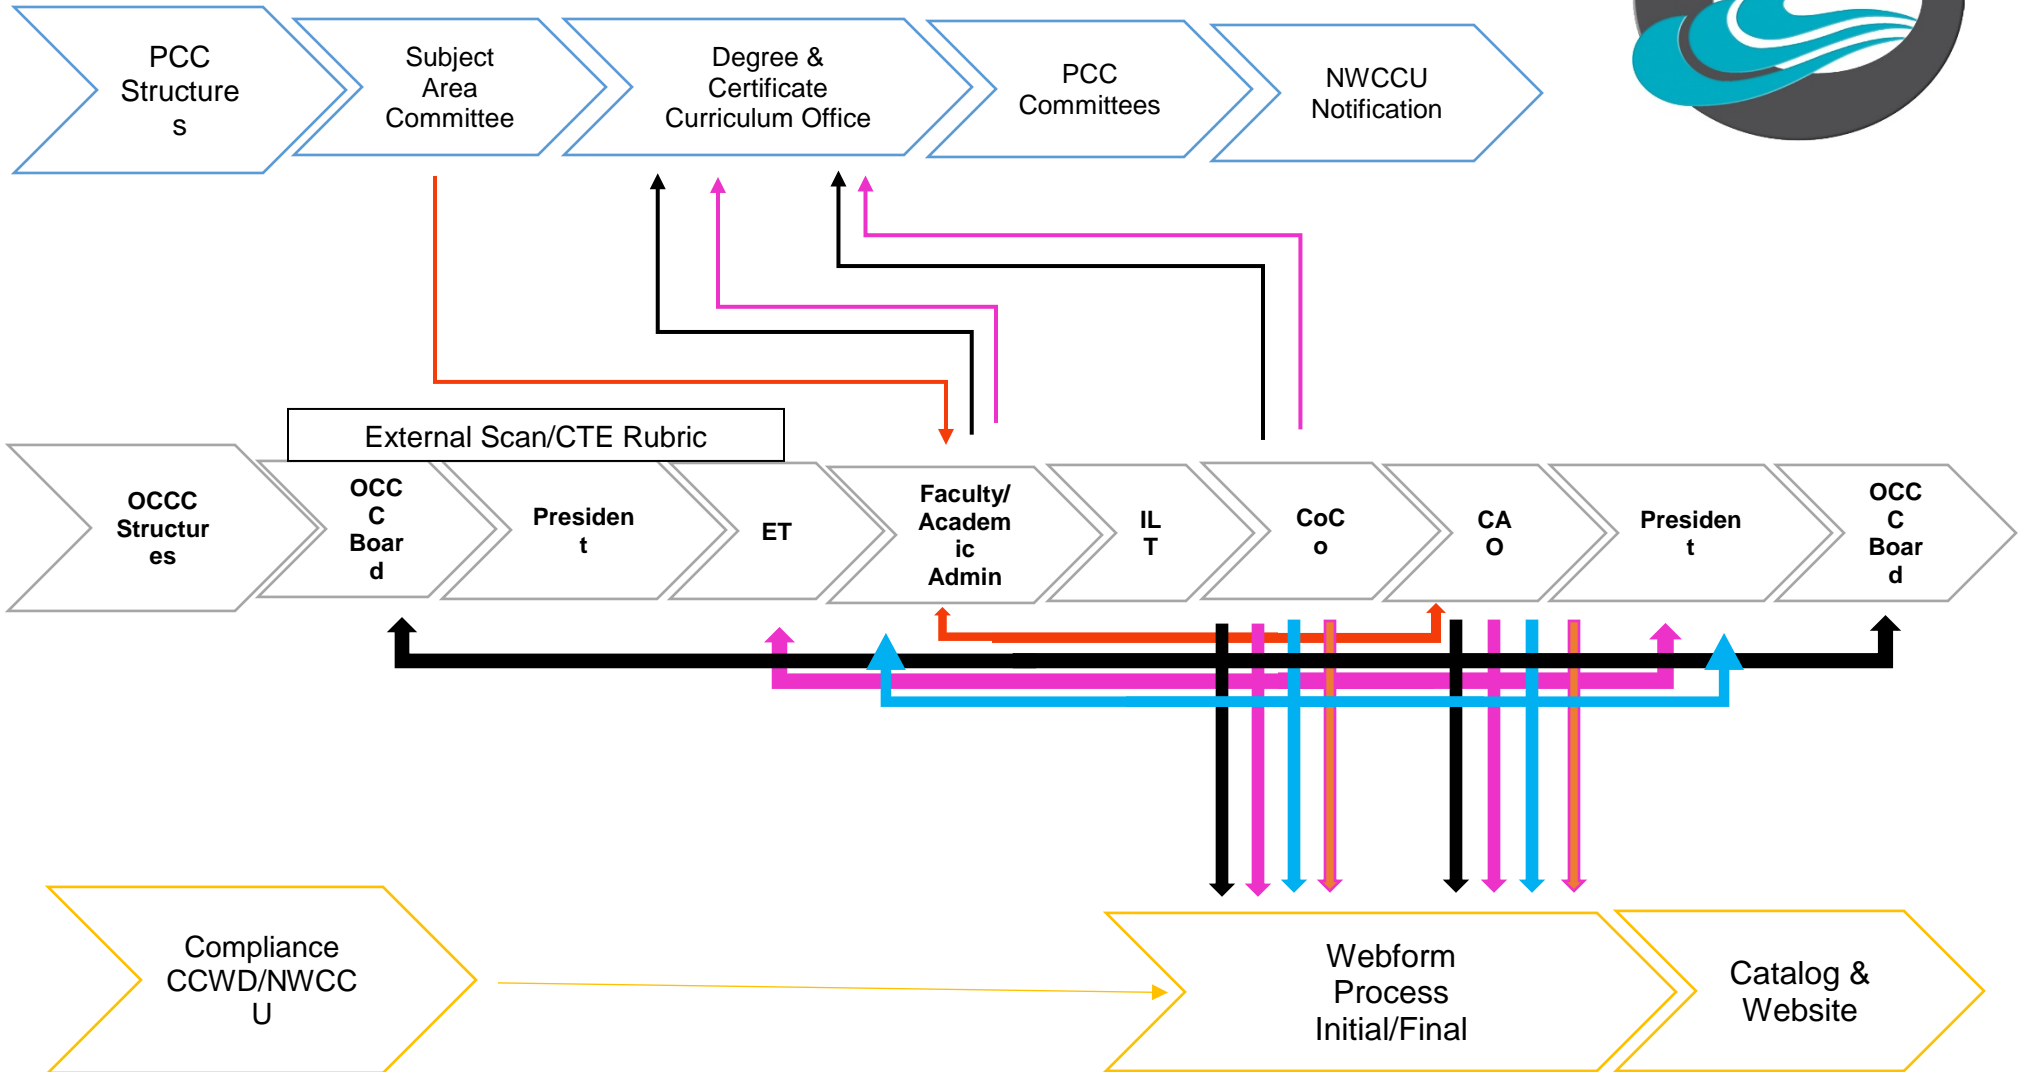 PCC
Structure
s
Subject
Area
Committee
Degree &
Certificate
Curriculum Office
PCC
Committees
NWCCU
Notification
External Scan/CTE Rubric
OCCC
Structur
es
OCC
C
Boar
d
Presiden
t
ET
Faculty/
Academ
ic
Admin
IL
T
CoC
o
CA
O
Presiden
t
OCC
C
Boar
d
Compliance
CCWD/NWCC
U
Webform
Process
Initial/Final
Catalog &
Website